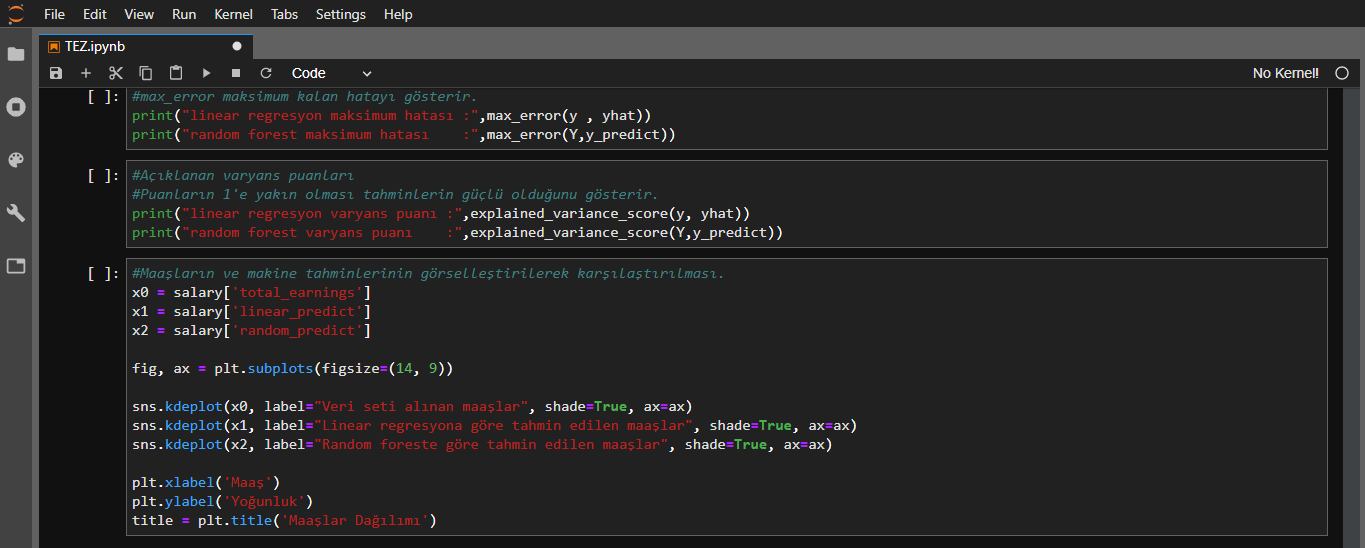 File Edit View Run Kernel Tabs Settings Help
TEZ.ipynb
Code No Kernel!
[ ]: #max_error maksimum kalan hatayı gösterir.
print("linear regresyon maksimum hatası :",max_error(y , yhat))
print("random forest maksimum hatası    :",max_error(Y,y_predict))
[ ]: #Açıklanan varyans puanları
#Puanların 1'e yakın olması tahminlerin güçlü olduğunu gösterir.
print("linear regresyon varyans puanı :",explained_variance_score(y, yhat))
print("random forest varyans puanı    :",explained_variance_score(Y,y_predict))
[ ]: #Maaşların ve makine tahminlerinin görselleştirilerek karşılaştırılması.
x0 = salary['total_earnings']
x1 = salary['linear_predict']
x2 = salary['random_predict']
fig, ax = plt.subplots(figsize=(14, 9))
sns.kdeplot(x0, label="Veri seti alınan maaşlar", shade=True, ax=ax)
sns.kdeplot(x1, label="Linear regresyona göre tahmin edilen maaşlar", shade=True, ax=ax)
sns.kdeplot(x2, label="Random foreste göre tahmin edilen maaşlar", shade=True, ax=ax)
plt.xlabel('Maaş')
plt.ylabel('Yoğunluk')
title = plt.title('Maaşlar Dağılımı')